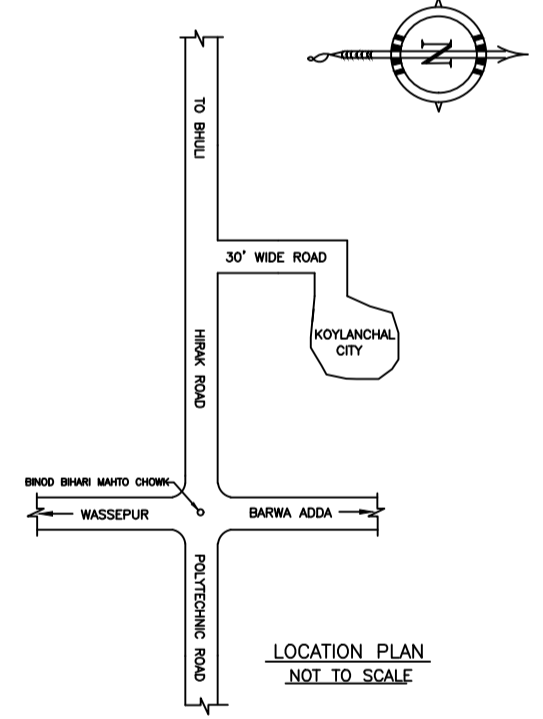 N
TO BHULI
30' WIDE ROAD
KOYLANCHAL
CITY
HIRAK ROAD
BINOD BIHARI MAHTO CHOWK
WASSEPUR
BARWA ADDA
POLYTECHNIC ROAD
LOCATION PLAN
NOT TO SCALE